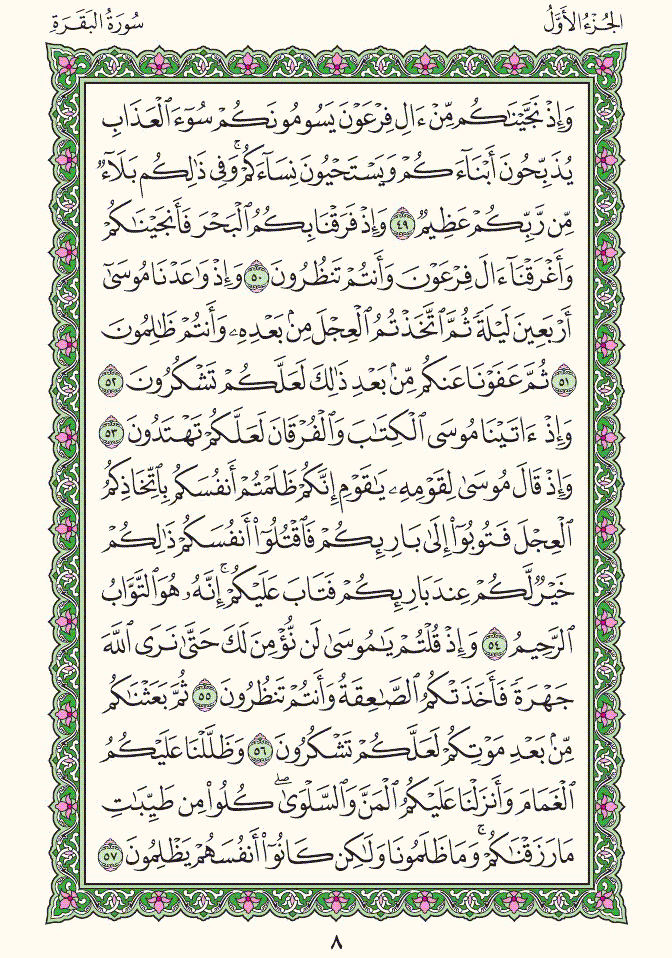 الجُزْءُ الأَوَّلُ
سُورَةُ البَقَرَةِ
وَإِذْ نَجَّيْنَٰكُم مِّنْ ءَالِ فِرْعَوْنَ يَسُومُونَكُمْ سُوٓءَ ٱلْعَذَابِ
يُذَبِّحُونَ أَبْنَآءَكُمْ وَيَسْتَحْيُونَ نِسَآءَكُمْ ۚ وَفِى ذَٰلِكُم بَلَآءٌ
مِّن رَّبِّكُمْ عَظِيمٌ ٤٩ وَإِذْ فَرَقْنَا بِكُمُ ٱلْبَحْرَ فَأَنجَيْنَٰكُمْ
وَأَغْرَقْنَآ ءَالَ فِرْعَوْنَ وَأَنتُمْ تَنظُرُونَ ٥٠ وَإِذْ وَٰعَدْنَا مُوسَىٰٓ
أَرْبَعِينَ لَيْلَةً ثُمَّ ٱتَّخَذْتُمُ ٱلْعِجْلَ مِنۢ بَعْدِهِۦ وَأَنتُمْ ظَٰلِمُونَ
٥١ ثُمَّ عَفَوْنَا عَنكُم مِّنۢ بَعْدِ ذَٰلِكَ لَعَلَّكُمْ تَشْكُرُونَ ٥٢
وَإِذْ ءَاتَيْنَا مُوسَى ٱلْكِتَٰبَ وَٱلْفُرْقَانَ لَعَلَّكُمْ تَهْتَدُونَ ٥٣
وَإِذْ قَالَ مُوسَىٰ لِقَوْمِهِۦ يَٰقَوْمِ إِنَّكُمْ ظَلَمْتُمْ أَنفُسَكُم بِٱتِّخَاذِكُمُ
ٱلْعِجْلَ فَتُوبُوٓا۟ إِلَىٰ بَارِئِكُمْ فَٱقْتُلُوٓا۟ أَنفُسَكُمْ ذَٰلِكُمْ
خَيْرٌ لَّكُمْ عِندَ بَارِئِكُمْ فَتَابَ عَلَيْكُمْ ۚ إِنَّهُۥ هُوَ ٱلتَّوَّابُ
ٱلرَّحِيمُ ٥٤ وَإِذْ قُلْتُمْ يَٰمُوسَىٰ لَن نُّؤْمِنَ لَكَ حَتَّىٰ نَرَى ٱللَّهَ
جَهْرَةً فَأَخَذَتْكُمُ ٱلصَّٰعِقَةُ وَأَنتُمْ تَنظُرُونَ ٥٥ ثُمَّ بَعَثْنَٰكُم
مِّنۢ بَعْدِ مَوْتِكُمْ لَعَلَّكُمْ تَشْكُرُونَ ٥٦ وَظَلَّلْنَا عَلَيْكُمُ
ٱلْغَمَامَ وَأَنزَلْنَا عَلَيْكُمُ ٱلْمَنَّ وَٱلسَّلْوَىٰ ۖ كُلُوا۟ مِن طَيِّبَٰتِ
مَا رَزَقْنَٰكُمْ ۚ وَمَا ظَلَمُونَا وَلَٰكِن كَانُوٓا۟ أَنفُسَهُمْ يَظْلِمُونَ ٥٧
٨